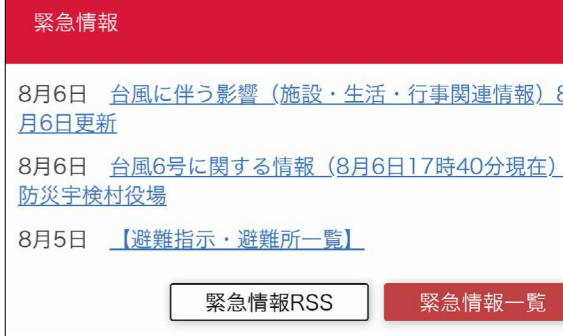 緊急情報
8月6日 台風に伴う影響（施設・生活・行事関連情報）8
月6日更新
8月6日 台風6号に関する情報（8月6日17時40分現在）
防災宇検村役場
8月5日 【避難指示・避難所一覧】
緊急情報RSS 緊急情報一覧